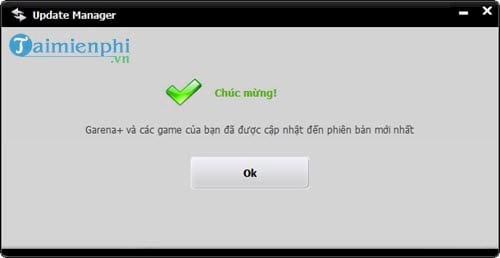 Update Manager
Taimienphi
.vn
Chúc mừng!
Garena+ và các game của bạn đã được cập nhật đến phiên bản mới nhất
Ok